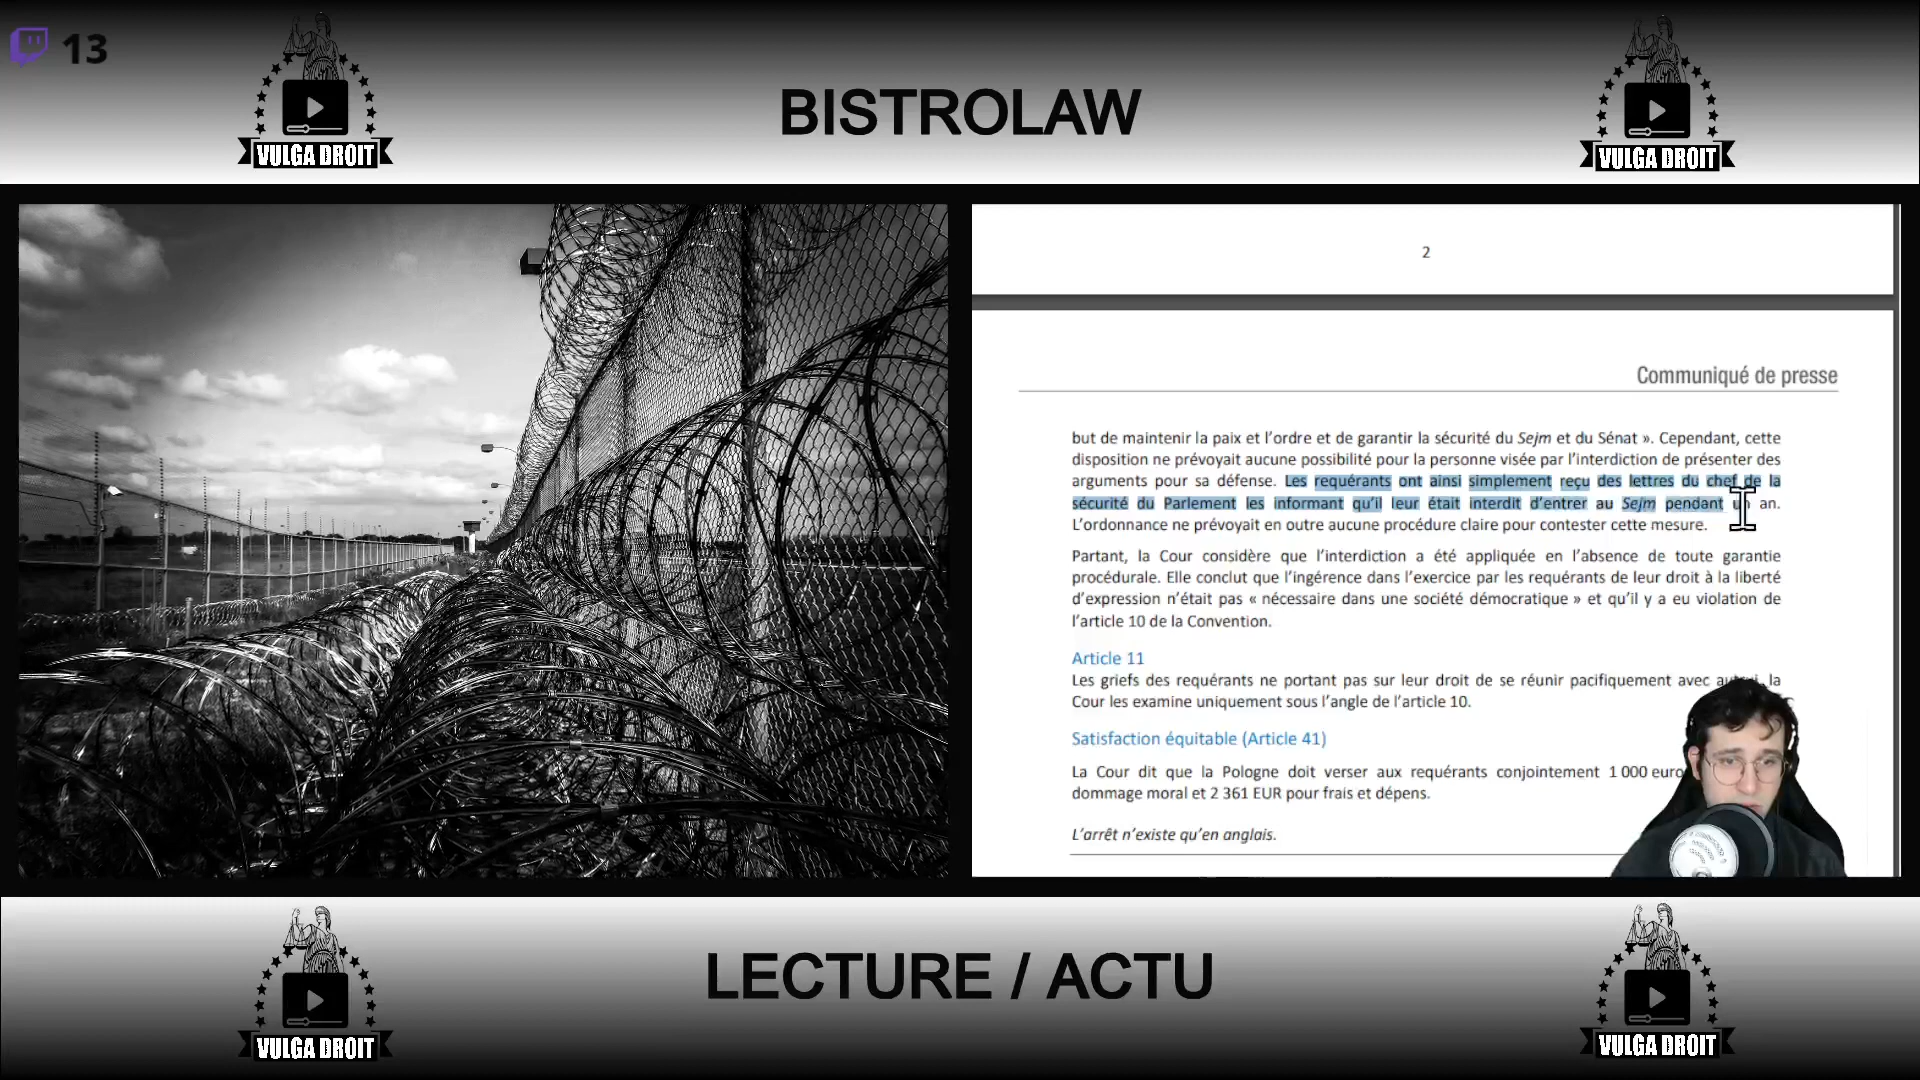 13
VULGA DROIT
BISTROLAW
VULGA DROIT
2
Communiqué de presse
but de maintenir la paix et l’ordre et de garantir la sécurité du Sejm et du Sénat ». Cependant, cette
disposition ne prévoyait aucune possibilité pour la personne visée par l’interdiction de présenter des
arguments pour sa défense. Les requérants ont ainsi simplement reçu des lettres du chef de la
sécurité du Parlement les informant qu’il leur était interdit d’entrer au Sejm pendant un an.
L’ordonnance ne prévoyait en outre aucune procédure claire pour contester cette mesure.
Partant, la Cour considère que l’interdiction a été appliquée en l’absence de toute garantie
procédurale. Elle conclut que l’ingérence dans l’exercice par les requérants de leur droit à la liberté
d’expression n’était pas « nécessaire dans une société démocratique » et qu’il y a eu violation de
l’article 10 de la Convention.
Article 11
Les griefs des requérants ne portant pas sur leur droit de se réunir pacifiquement avec autrui, la
Cour les examine uniquement sous l’angle de l’article 10.
Satisfaction équitable (Article 41)
La Cour dit que la Pologne doit verser aux requérants conjointement 1 000 euro
dommage moral et 2 361 EUR pour frais et dépens.
L’arrêt n’existe qu’en anglais.
VULGA DROIT
LECTURE / ACTU
VULGA DROIT